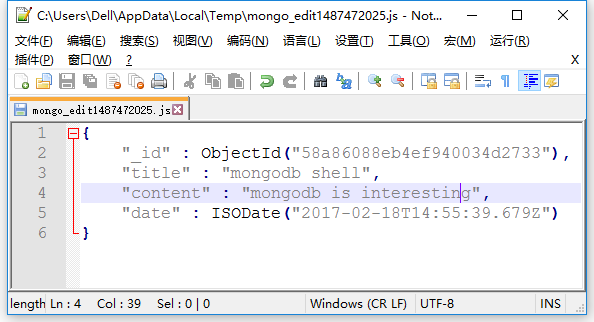 C:\Users\Dell\AppData\Local\Temp\mongo_edit1487472025.js - Not...
文件(F) 编辑(E) 搜索(S) 视图(V) 编码(N) 语言(L) 设置(T) 工具(O) 宏(M) 运行(R)
插件(P) 窗口(W) ? X
mongo_edit1487472025.js
1 {
2 "_id" : ObjectId("58a86088eb4ef940034d2733"),
3 "title" : "mongodb shell",
4 "content" : "mongodb is interesting",
5 "date" : ISODate("2017-02-18T14:55:39.679Z")
6 }
length Ln : 4 Col : 39 Sel : 0 | 0 Windows (CR LF) UTF-8 INS